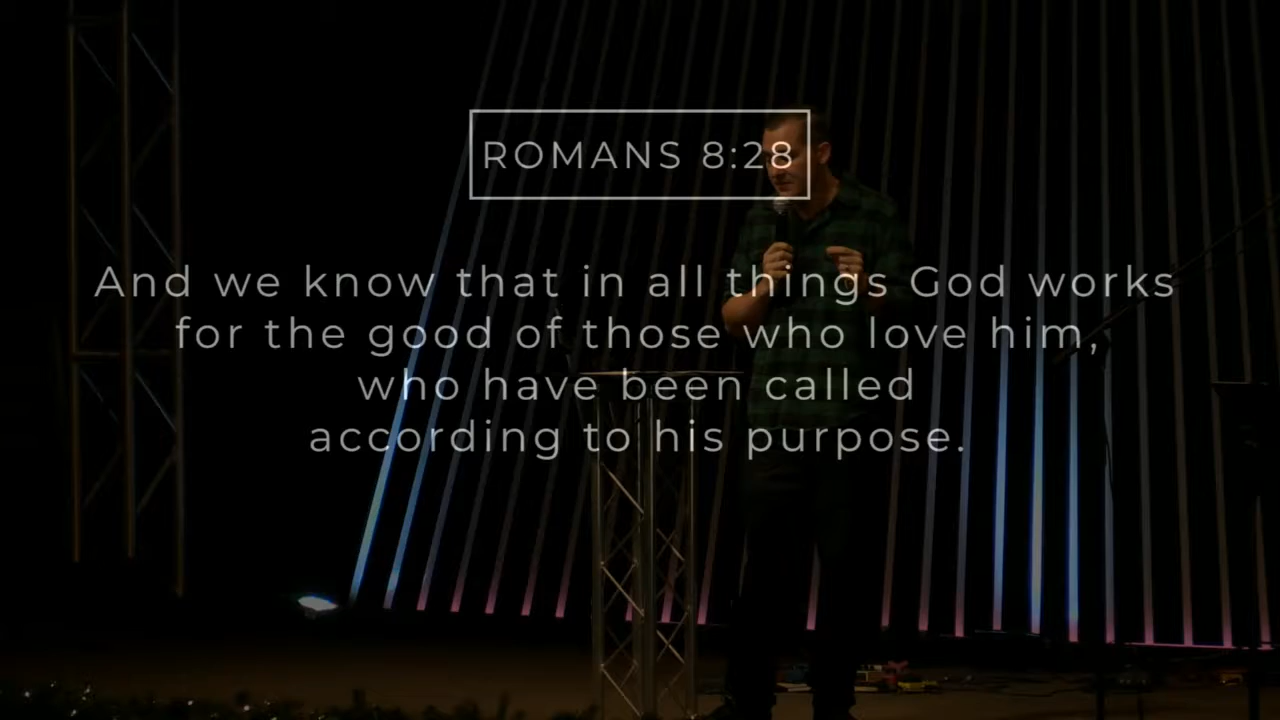 ROMANS 8:28
And we know that in all things God works
for the good of those who love him,
who have been called
according to his purpose.